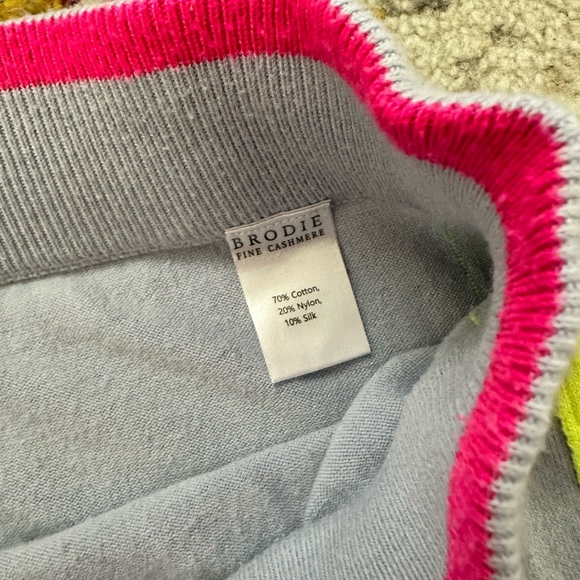 BRODIE
FINE CASHMERE
70% Cotton,
20% Nylon,
10% Silk